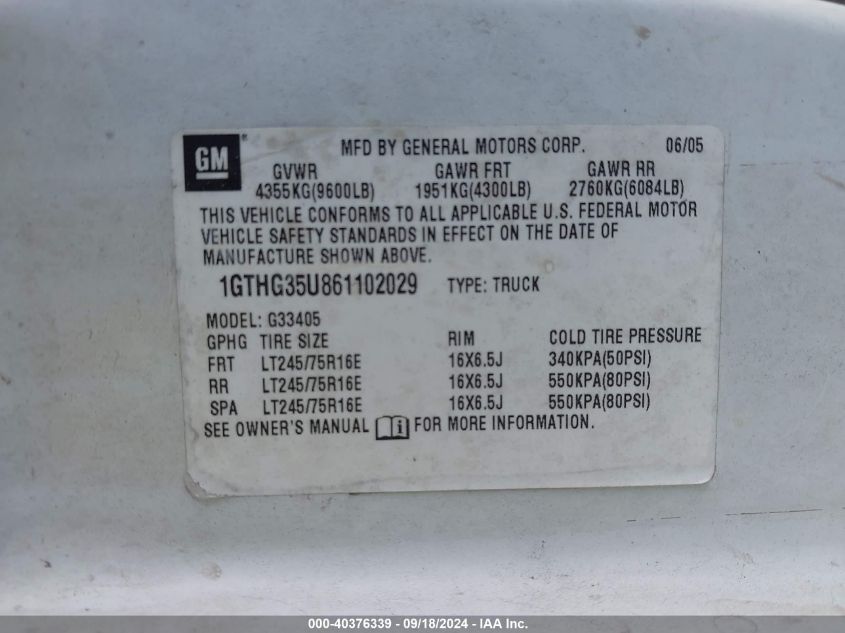 GM® MFD BY GENERAL MOTORS CORP. 06/05
GVWR GAWR FRT GAWR RR
4355KG(9600LB) 1951KG(4300LB) 2760KG(6084LB)
THIS VEHICLE CONFORMS TO ALL APPLICABLE U.S. FEDERAL MOTOR
VEHICLE SAFETY STANDARDS IN EFFECT ON THE DATE OF
MANUFACTURE SHOWN ABOVE.
1GTHG35U861102029 TYPE: TRUCK
MODEL: G33405
GPHG TIRE SIZE RIM COLD TIRE PRESSURE
FRT LT245/75R16E 16X6.5J 340KPA(50PSI)
RR LT245/75R16E 16X6.5J 550KPA(80PSI)
SPA LT245/75R16E 16X6.5J 550KPA(80PSI)
SEE OWNER'S MANUAL i FOR MORE INFORMATION.
000-40376339 - 09/18/2024 - IAA Inc.